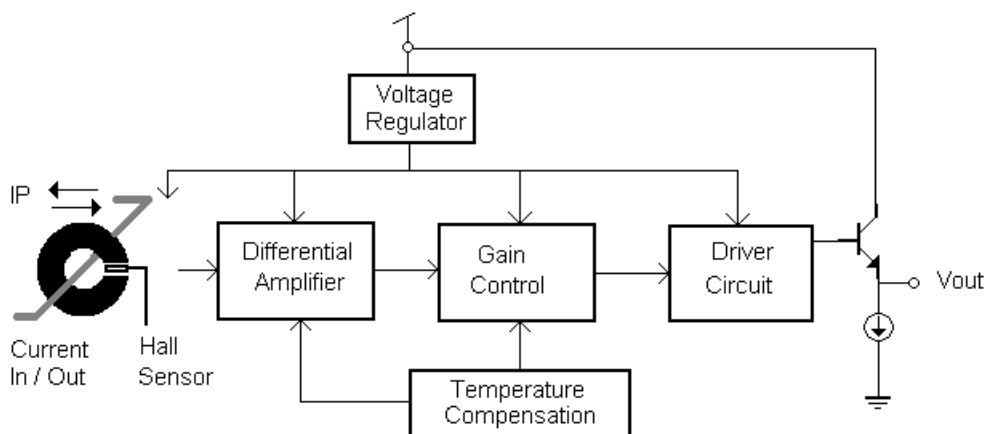 Voltage
Regulator
IP
Differential
Amplifier
Gain
Control
Driver
Circuit
Vout
Current
In / Out
Hall
Sensor
Temperature
Compensation